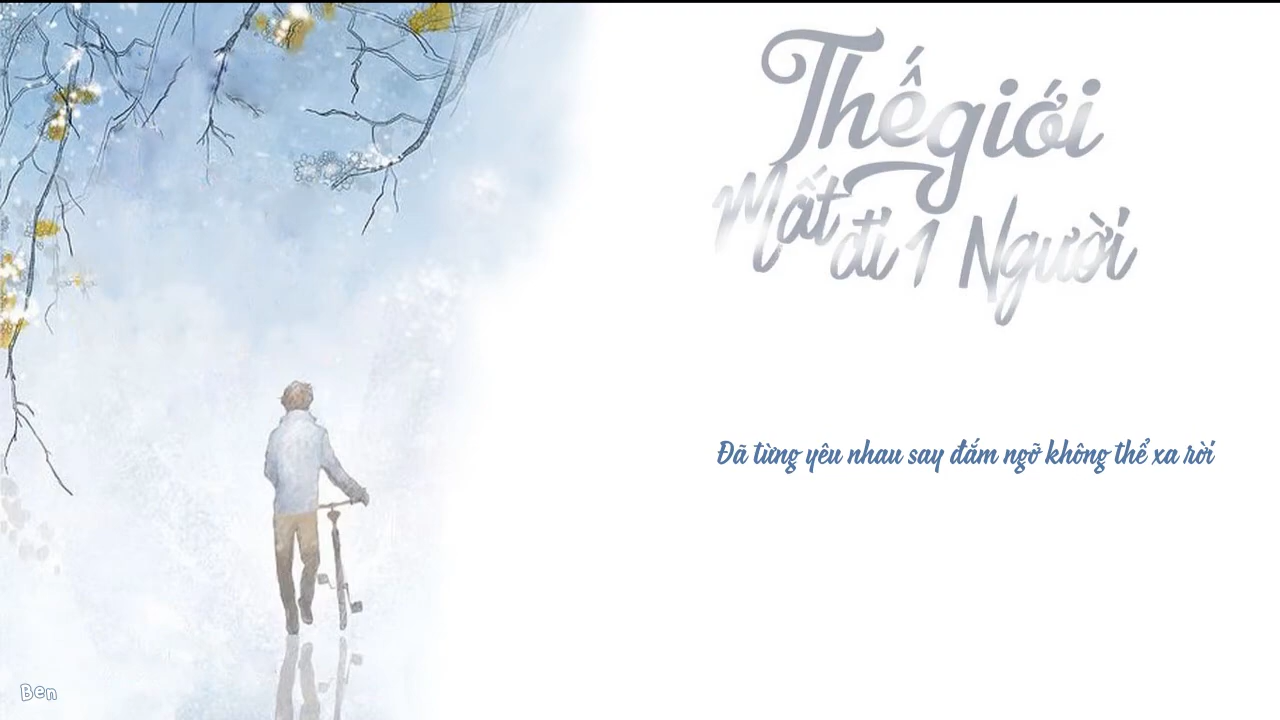 Thế giới
Mất đi 1 Người
Đã từng yêu nhau say đắm ngỡ không thể xa rời
Ben